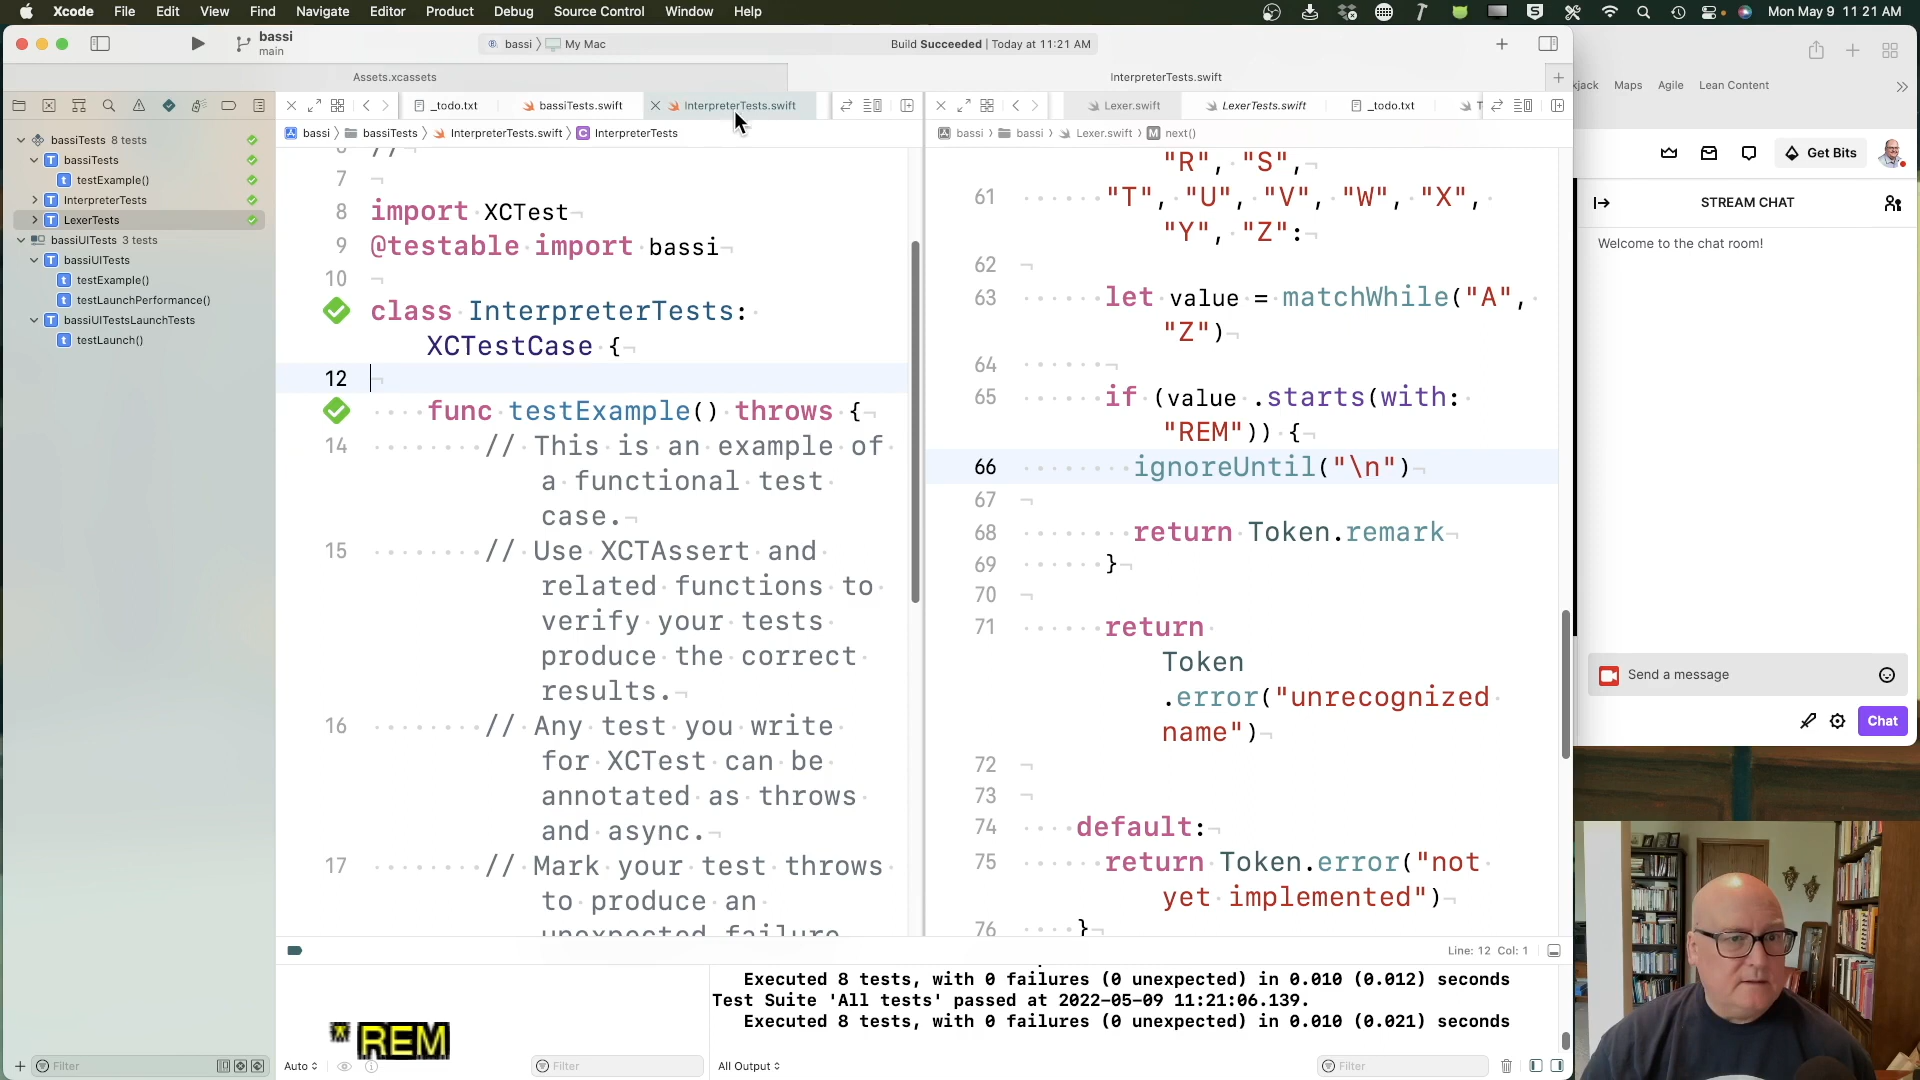 Xcode File Edit View Find Navigate Editor Product Debug Source Control Window Help
Mon May 9 11 21 AM
bassi
main
bassi 〉 My Mac
Build Succeeded | Today at 11:21 AM
Assets.xcassets
InterpreterTests.swift
_todo.txt
bassiTests.swift
InterpreterTests.swift
Lexer.swift
LexerTests.swift
_todo.txt
bassi 〉 bassiTests 〉 InterpreterTests.swift 〉 C InterpreterTests
bassi 〉 bassi 〉 Lexer.swift 〉 M next()
bassiTests 8 tests
T bassiTests
t testExample()
T InterpreterTests
T LexerTests
bassiUITests 3 tests
T bassiUITests
t testExample()
t testLaunchPerformance()
T bassiUITestsLaunchTests
t testLaunch()
Filter
7
8 import XCTest
9 @testable import bassi
10
class InterpreterTests:
XCTestCase {
12
func testExample() throws {
14 // This is an example of
a functional test
case.
15 // Use XCTAssert and
related functions to
verify your tests
produce the correct
results.
16 // Any test you write
for XCTest can be
annotated as throws
and async.
17 // Mark your test throws
to produce an
unexpected failure
"R", "S",
61 "T", "U", "V", "W", "X",
"Y", "Z":
62
63 let value = matchWhile("A",
"Z")
64
65 if (value .starts(with:
"REM")) {
66 ignoreUntil("\n")
67
68 return Token.remark
69 }
70
71 return
Token
.error("unrecognized
name")
72
73
74 default:
75 return Token.error("not
yet implemented")
76 }
Line: 12 Col: 1
Executed 8 tests, with 0 failures (0 unexpected) in 0.010 (0.012) seconds
Test Suite 'All tests' passed at 2022-05-09 11:21:06.139.
Executed 8 tests, with 0 failures (0 unexpected) in 0.010 (0.021) seconds
* REM
Auto
Filter
All Output
Filter
Maps Agile Lean Content
Get Bits
STREAM CHAT
Welcome to the chat room!
Send a message
Chat